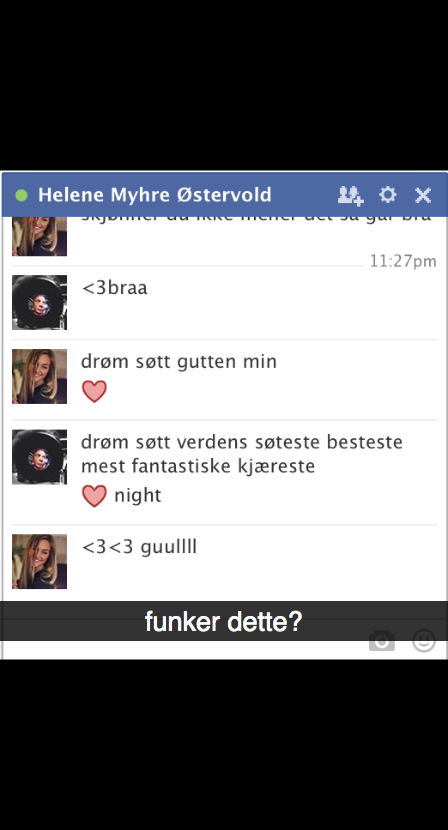 Helene Myhre Østervold
skjønner du ikke mener det så går bra
11:27pm
<3braa
drøm søtt gutten min
drøm søtt verdens søteste besteste
mest fantastiske kjæreste
night
<3<3 guullll
funker dette?